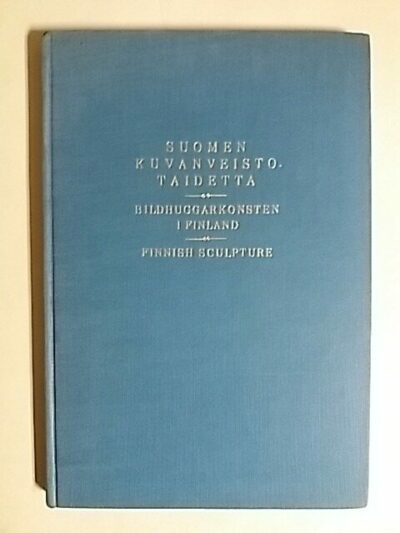 SUOMEN
KUVANVEISTO-
TAIDETTA
BILDHUGGARKONSTEN
I FINLAND
FINNISH SCULPTURE